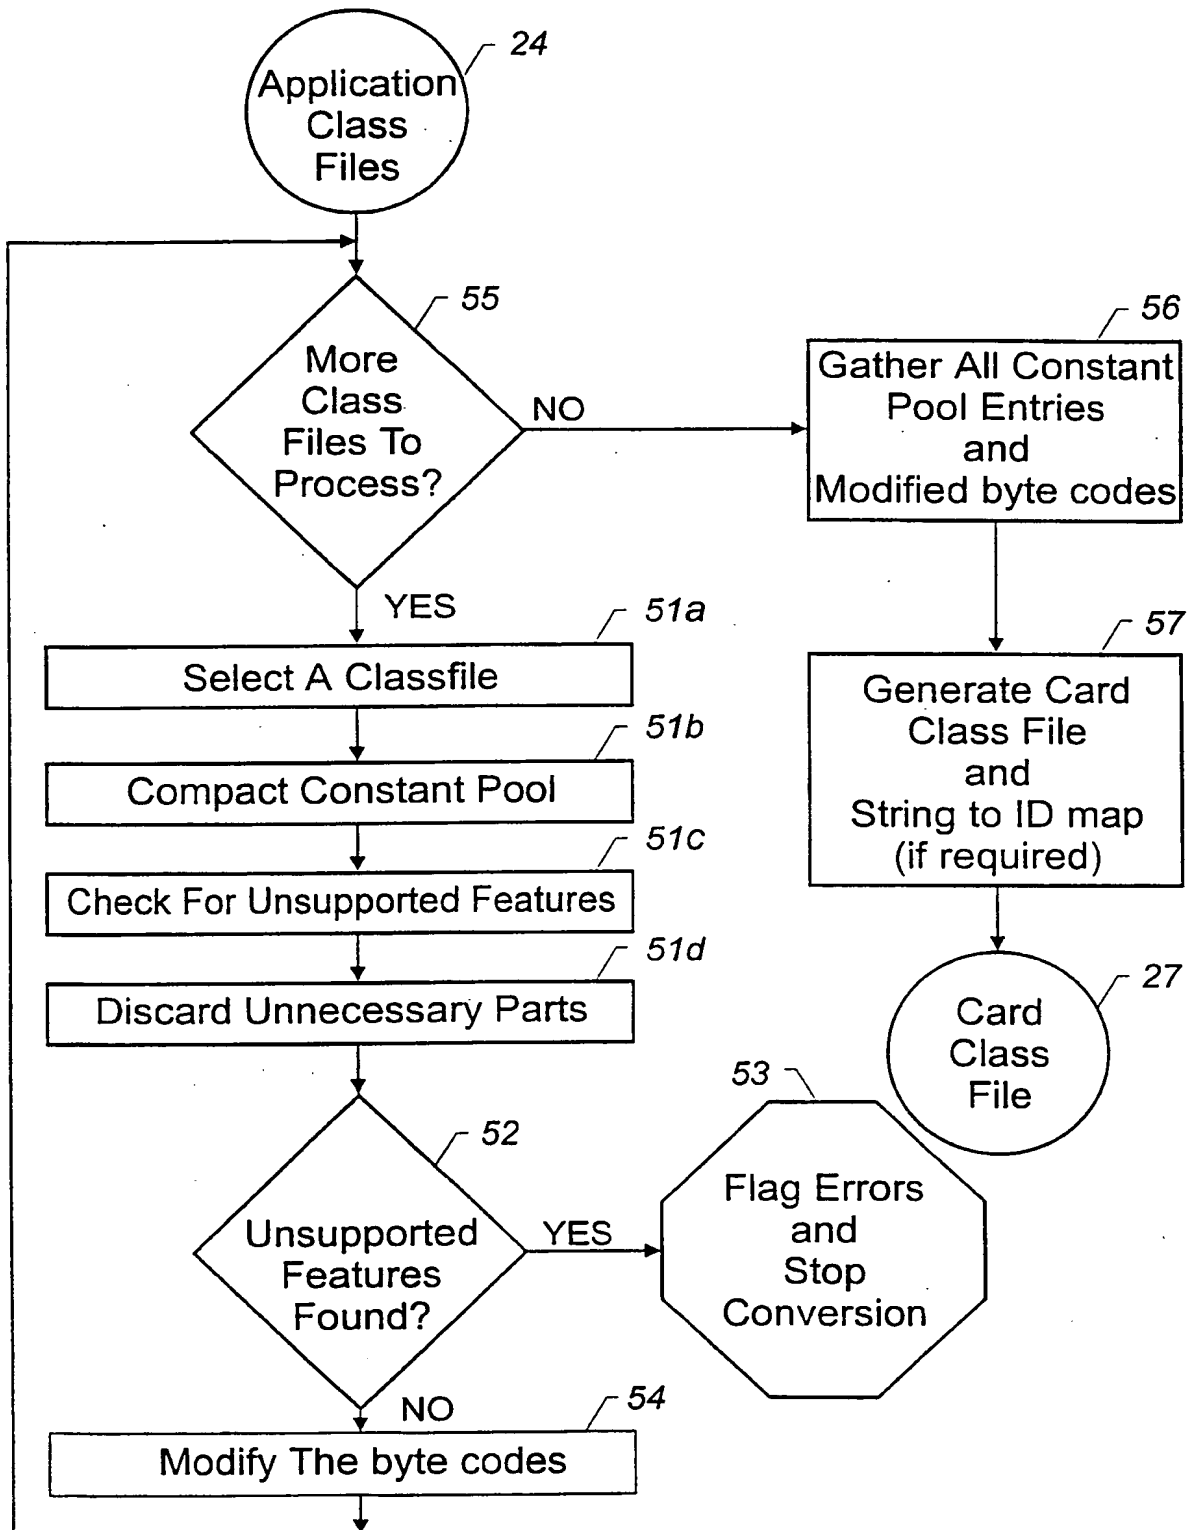 24
Application
Class
Files
55
More
Class
Files To
Process?
NO
56
Gather All Constant
Pool Entries
and
Modified byte codes
YES
51a
Select A Classfile
57
Generate Card
Class File
and
String to ID map
(if required)
51b
Compact Constant Pool
51c
Check For Unsupported Features
51d
Discard Unnecessary Parts
27
Card
Class
File
52
Unsupported
Features
Found?
YES
53
Flag Errors
and
Stop
Conversion
NO
54
Modify The byte codes